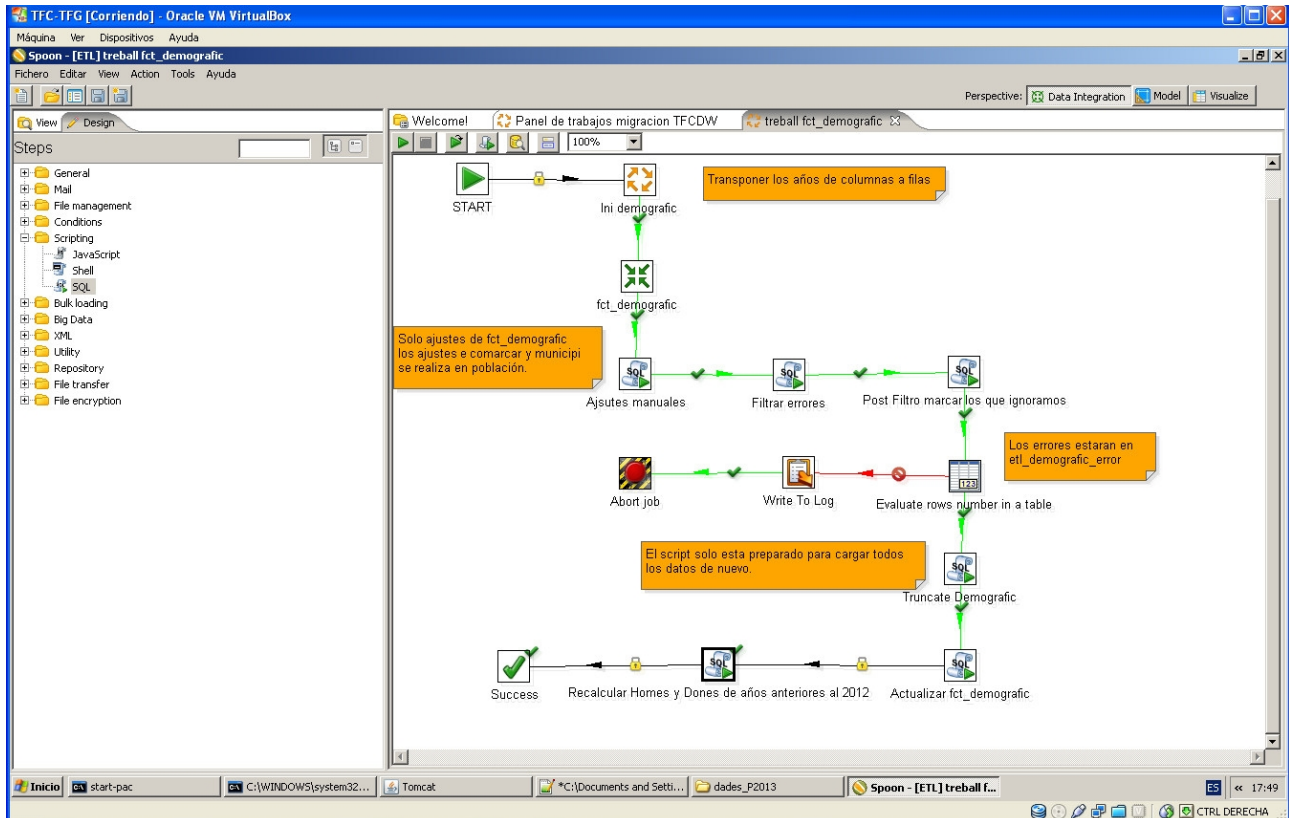 TFC-TFG [Corriendo] - Oracle VM VirtualBox
Máquina Ver Dispositivos Ayuda
Spoon - [ETL] treball fct_demografic
Fichero Editar View Action Tools Ayuda
Perspective: Data Integration Model Visualize
View Design
Welcome! Panel de trabajos migracion TFCDW treball fct_demografic
Steps
100%
General
Mail
File management
Conditions
Scripting
JavaScript
Shell
SQL
Bulk loading
Big Data
XML
Utility
Repository
File transfer
File encryption
Transponer los años de columnas a filas
START
Ini demografic
fct_demografic
Solo ajustes de fct_demografic
los ajustes e comarcar y municipi
se realiza en población.
SQL
SQL
SQL
Ajsutes manuales
Filtrar errores
Post Filtro marcar los que ignoramos
Los errores estaran en
etl_demografic_error
123
Abort job
Write To Log
Evaluate rows number in a table
El script solo esta preparado para cargar todos
los datos de nuevo.
SQL
Truncate Demografic
SQL
SQL
Success
Recalcular Homes y Dones de años anteriores al 2012
Actualizar fct_demografic
Inicio start-pac C:\WINDOWS\system32... Tomcat *C:\Documents and Setti... dades_P2013 Spoon - [ETL] treball f... ES « 17:49
CTRL DERECHA